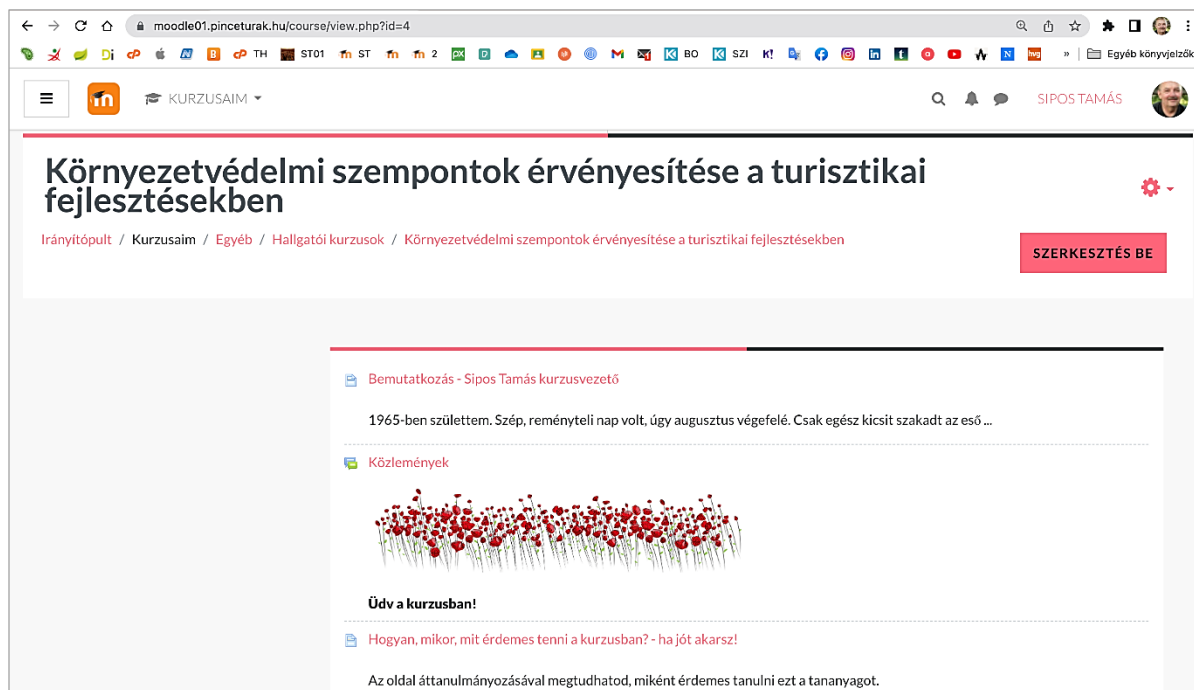 moodle01.pinceturak.hu/course/view.php?id=4
Di cP B cP TH ST01 m ST m m 2 BO SZI K! in t N hvg » Egyéb könyvjelzők
KURZUSAIM SIPOS TAMÁS
Környezetvédelmi szempontok érvényesítése a turisztikai
fejlesztésekben
Irányítópult / Kurzusaim / Egyéb / Hallgatói kurzusok / Környezetvédelmi szempontok érvényesítése a turisztikai fejlesztésekben
SZERKESZTÉS BE
Bemutatkozás - Sipos Tamás kurzusvezető
1965-ben születtem. Szép, reményteli nap volt, úgy augusztus végefelé. Csak egész kicsit szakadt az eső ...
Közlemények
Üdv a kurzusban!
Hogyan, mikor, mit érdemes tenni a kurzusban? - ha jót akarsz!
Az oldal áttanulmányozásával megtudhatod, miként érdemes tanulni ezt a tananyagot.